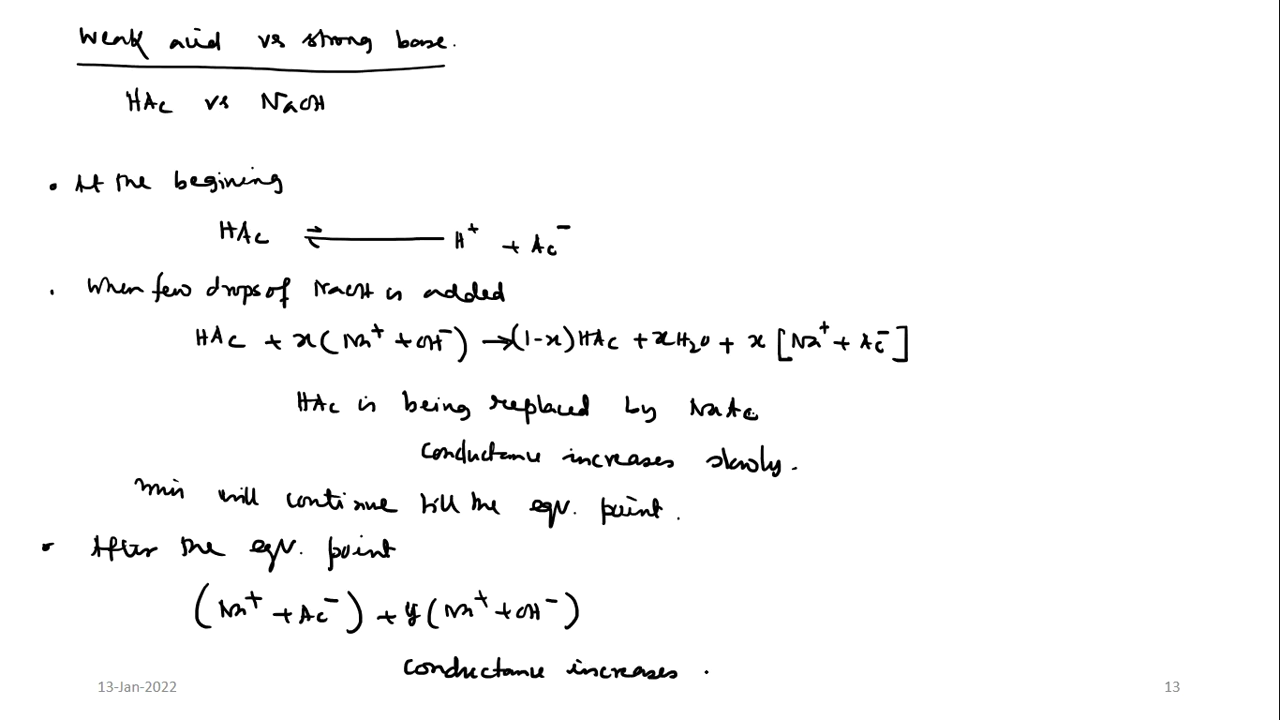 Weak acid vs strong base.
HAc vs NaOH
• At the begining
HAc ⇌ H⁺ + Ac⁻
• When few drops of NaOH is added
HAc + x(Na⁺ + OH⁻) → (1-x)HAc + xH₂O + x[Na⁺ + Ac⁻]
HAc is being replaced by NaAc
Conductance increases slowly.
This will continue till the eqv. point.
• After the eqv. point
(Na⁺ + Ac⁻) + y(Na⁺ + OH⁻)
Conductance increases.
13-Jan-2022
13